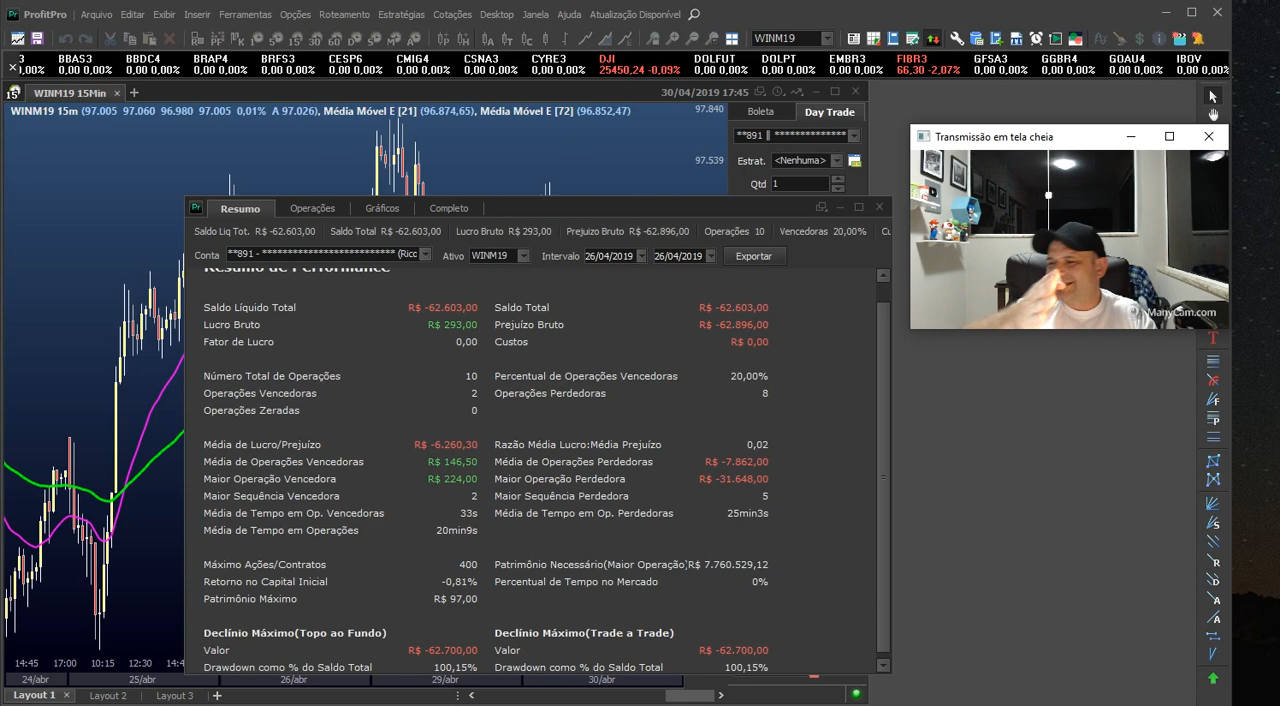 ProfitPro Arquivo Editar Exibir Inserir Ferramentas Opções Roteamento Estratégias Cotações Desktop Janela Ajuda Atualização Disponível
WINM19
3 BBAS3 BBDC4 BRAP4 BRFS3 CESP6 CMIG4 CSNA3 CYRE3 DJI DOLFUT DOLPT EMBR3 FIBR3 GFSA3 GGBR4 GOAU4 IBOV
,00% 0,00 0,00% 0,00 0,00% 0,00 0,00% 0,00 0,00% 0,00 0,00% 0,00 0,00% 0,00 0,00% 0,00 0,00% 25450,24 -0,09% 0,00 0,00% 0,00 0,00% 0,00 0,00% 66,30 -2,07% 0,00 0,00% 0,00 0,00% 0,00 0,00% 0,00 0,00%
15 WINM19 15Min 30/04/2019 17:45
WINM19 15m (97.005 97.060 96.980 97.005 0,01% A 97.026), Média Móvel E [21] (96.874,65), Média Móvel E [72] (96.852,47)
97.840
97.539
Boleta Day Trade
**891 | ***************
Estrat. <Nenhuma>
Qtd 1
Transmissão em tela cheia
ManyCam.com
Resumo Operações Gráficos Completo
Saldo Líq Tot R$ -62.603,00 Saldo Total R$ -62.603,00 Lucro Bruto R$ 293,00 Prejuizo Bruto R$ -62.896,00 Operações 10 Vencedoras 20,00% Cu
Conta **891 - ************************* (Ricc Ativo WINM19 Intervalo 26/04/2019 26/04/2019 Exportar
Resumo de Performance
Saldo Líquido Total R$ -62.603,00 Saldo Total R$ -62.603,00
Lucro Bruto R$ 293,00 Prejuízo Bruto R$ -62.896,00
Fator de Lucro 0,00 Custos R$ 0,00
Número Total de Operações 10 Percentual de Operações Vencedoras 20,00%
Operações Vencedoras 2 Operações Perdedoras 8
Operações Zeradas 0
Média de Lucro/Prejuízo R$ -6.260,30 Razão Média Lucro:Média Prejuízo 0,02
Média de Operações Vencedoras R$ 146,50 Média de Operações Perdedoras R$ -7.862,00
Maior Operação Vencedora R$ 224,00 Maior Operação Perdedora R$ -31.648,00
Maior Sequência Vencedora 2 Maior Sequência Perdedora 5
Média de Tempo em Op. Vencedoras 33s Média de Tempo em Op. Perdedoras 25min3s
Média de Tempo em Operações 20min9s
Máximo Ações/Contratos 400 Patrimônio Necessário(Maior Operação) R$ 7.760.529,12
Retorno no Capital Inicial -0,81% Percentual de Tempo no Mercado 0%
Patrimônio Máximo R$ 97,00
Declínio Máximo(Topo ao Fundo) Declínio Máximo(Trade a Trade)
Valor R$ -62.700,00 Valor R$ -62.700,00
Drawdown como % do Saldo Total 100,15% Drawdown como % do Saldo Total 100,15%
14:45 17:00 10:15 12:30 14:4
24/abr 25/abr 26/abr 29/abr 30/abr
Layout 1 Layout 2 Layout 3